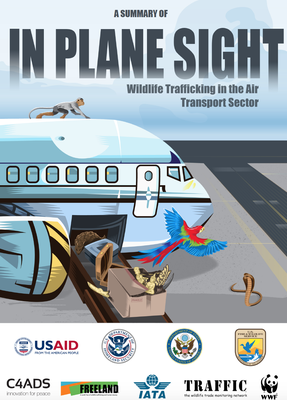 A SUMMARY OF
IN PLANE SIGHT
Wildlife Trafficking in the Air
Transport Sector
USAID
FROM THE AMERICAN PEOPLE
C4ADS
innovation for peace
FREELAND
IATA
TRAFFIC
the wildlife trade monitoring network
WWF